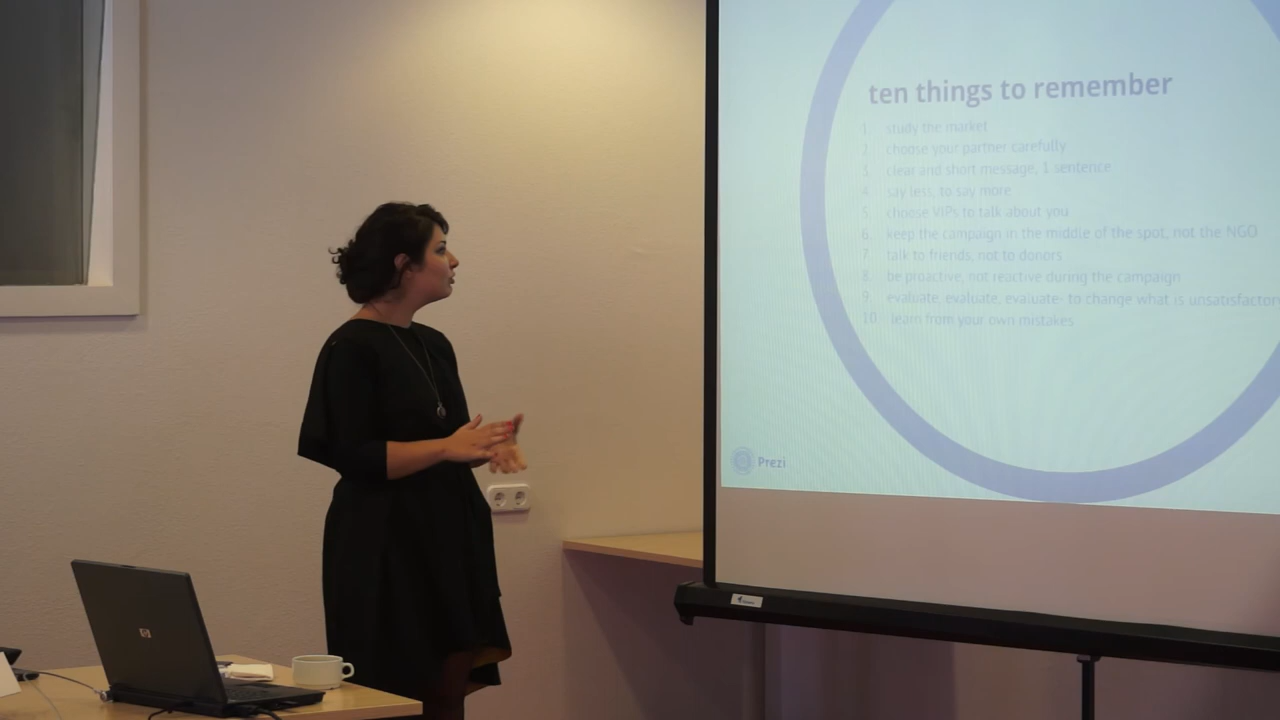 ten things to remember
1. study the market
2. choose your partner carefully
3. clear and short message, 1 sentence
4. say less, to say more
5. choose VIPs to talk about you
6. keep the campaign in the middle of the spot, not the NGO
7. talk to friends, not to donors
8. be proactive, not reactive during the campaign
9. evaluate, evaluate, evaluate- to change what is unsatisfactory
10 learn from your own mistakes
Prezi
hp